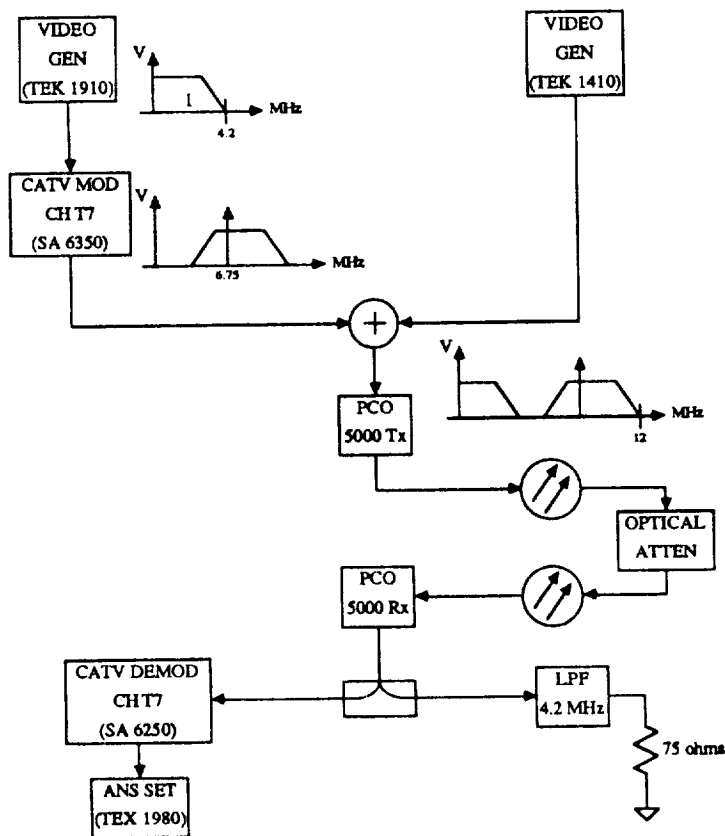 VIDEO
GEN
(TEK 1910)
V
1
MHz
4.2
VIDEO
GEN
(TEK 1410)
CATV MOD
CH T7
(SA 6350)
V
MHz
6.75
+
V
MHz
12
PCO
5000 Tx
OPTICAL
ATTEN
PCO
5000 Rx
CATV DEMOD
CH T7
(SA 6250)
LPF
4.2 MHz
75 ohms
ANS SET
(TEX 1980)